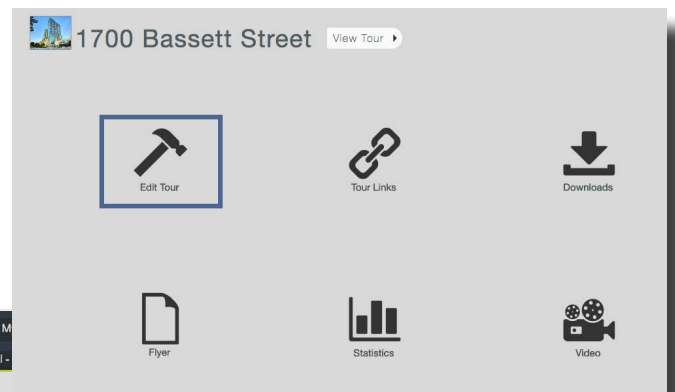 1700 Bassett Street View Tour
Edit Tour
Tour Links
Downloads
Flyer
Statistics
Video